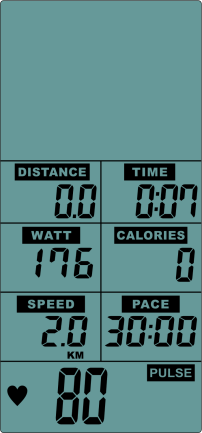 DISTANCE TIME
0.0 0:07
WATT CALORIES
176 0
SPEED PACE
2.0 30:00
KM
PULSE
80